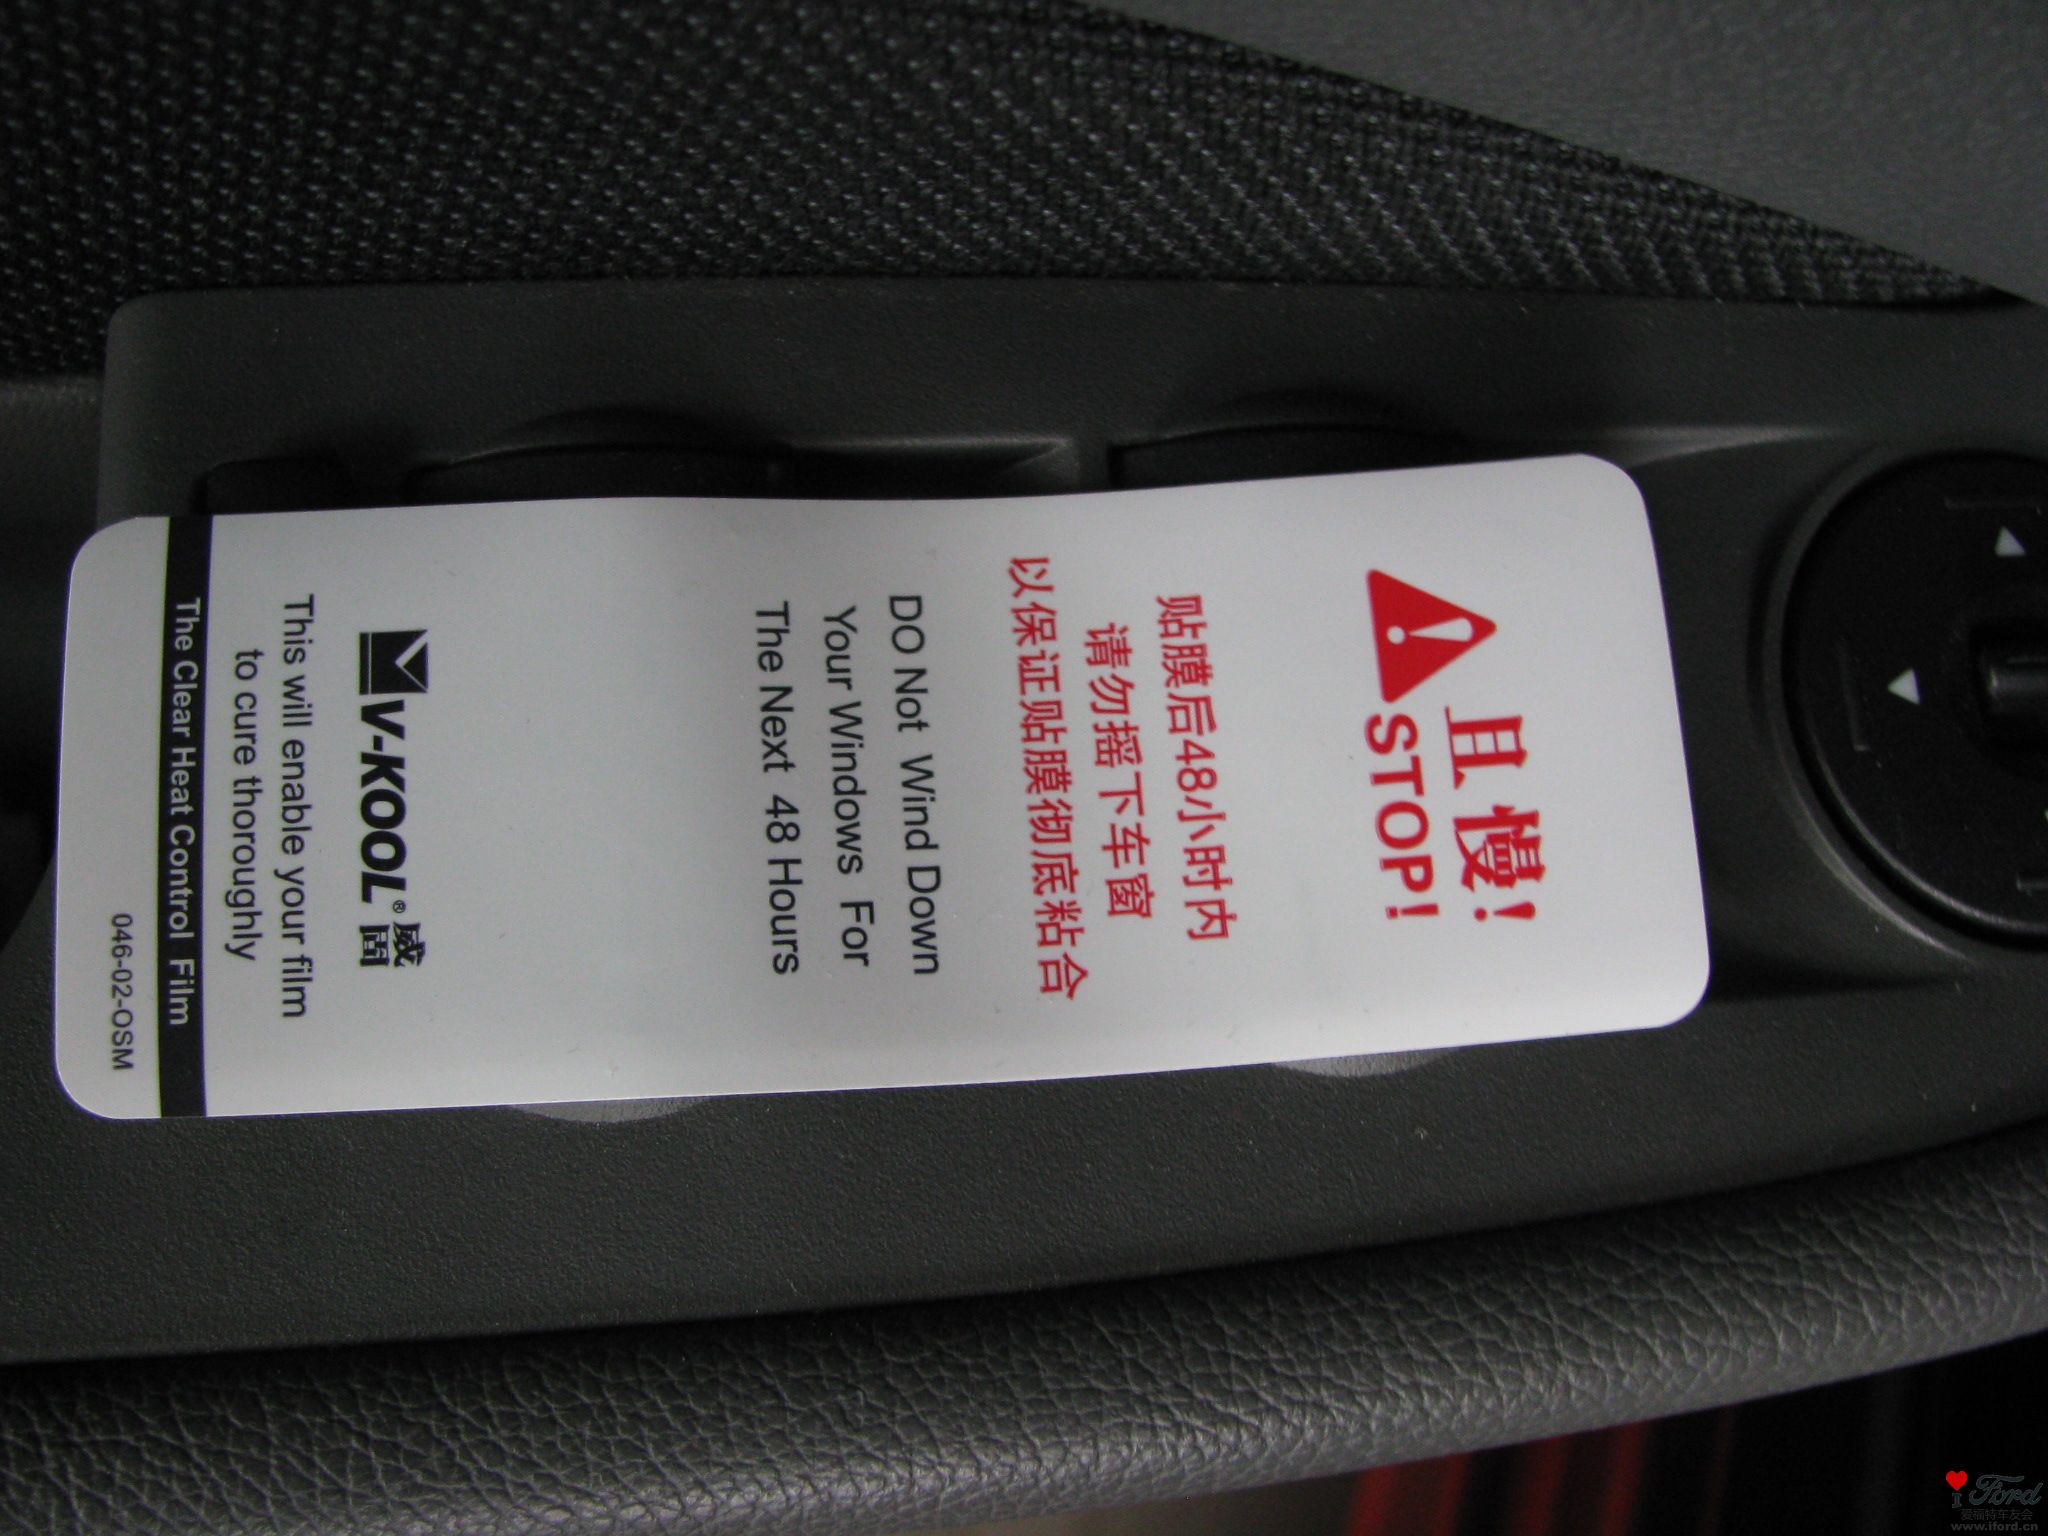 且慢!
STOP!
贴膜后48小时内
请勿摇下车窗
以保证贴膜彻底粘合
DO Not Wind Down
Your Windows For
The Next 48 Hours
V-KOOL® 威固
This will enable your film
to cure thoroughly
The Clear Heat Control Film
046-02-OSM
I Ford
爱福特车友会
www.iford.cn